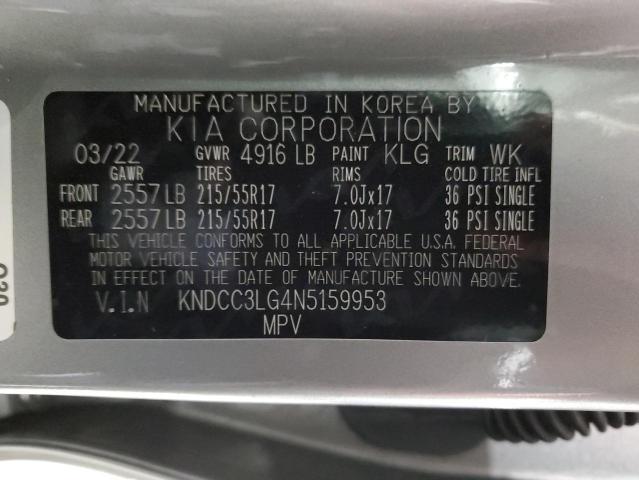 MANUFACTURED IN KOREA BY
KIA CORPORATION
03/22 GVWR 4916 LB PAINT KLG TRIM WK
GAWR TIRES RIMS COLD TIRE INFL
FRONT 2557 LB 215/55R17 7.0Jx17 36 PSI SINGLE
REAR 2557 LB 215/55R17 7.0Jx17 36 PSI SINGLE
THIS VEHICLE CONFORMS TO ALL APPLICABLE U.S.A. FEDERAL
MOTOR VEHICLE SAFETY AND THEFT PREVENTION STANDARDS
IN EFFECT ON THE DATE OF MANUFACTURE SHOWN ABOVE.
V.I.N KNDCC3LG4N5159953
MPV